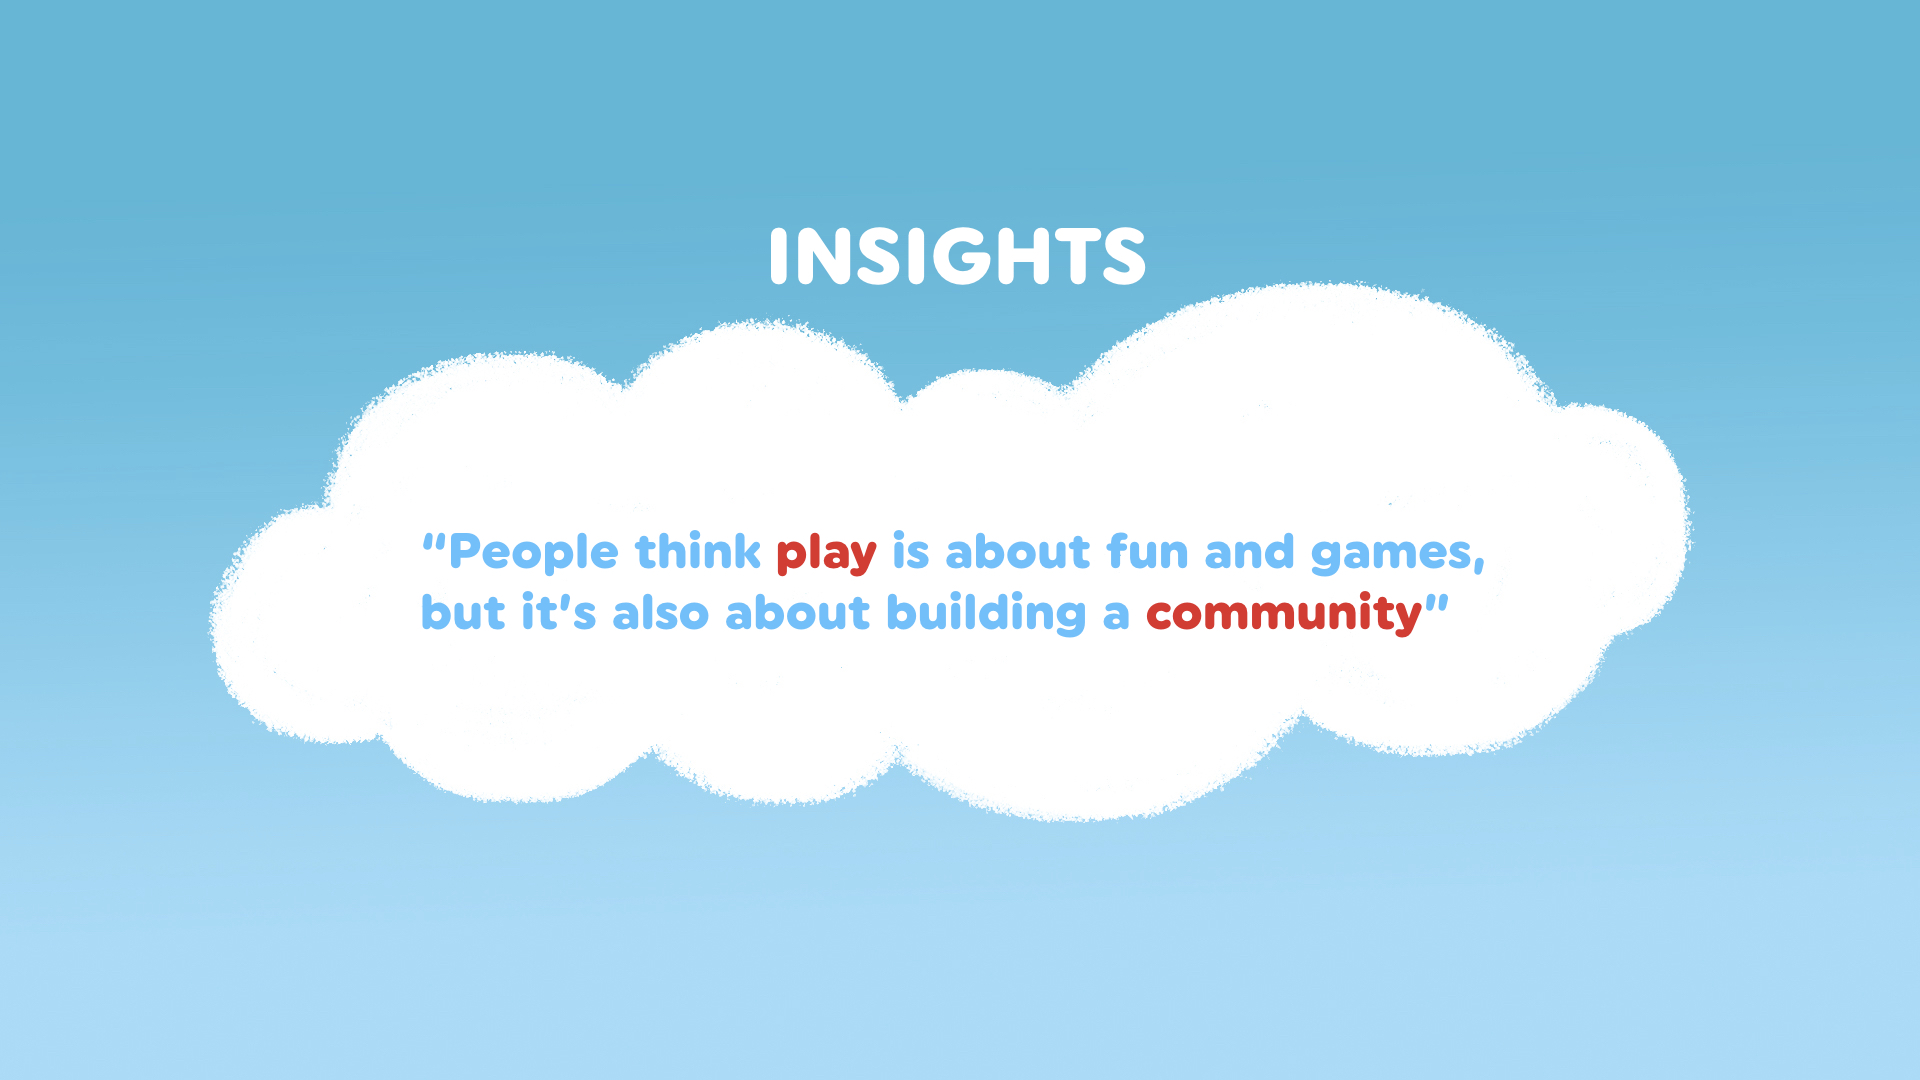 INSIGHTS
“People think play is about fun and games,
but it's also about building a community”